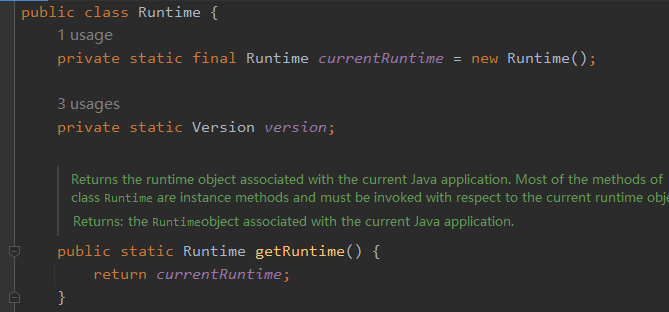 public class Runtime {
1 usage
private static final Runtime currentRuntime = new Runtime();
3 usages
private static Version version;
Returns the runtime object associated with the current Java application. Most of the methods of
class Runtime are instance methods and must be invoked with respect to the current runtime obje
Returns: the Runtimeobject associated with the current Java application.
public static Runtime getRuntime() {
return currentRuntime;
}